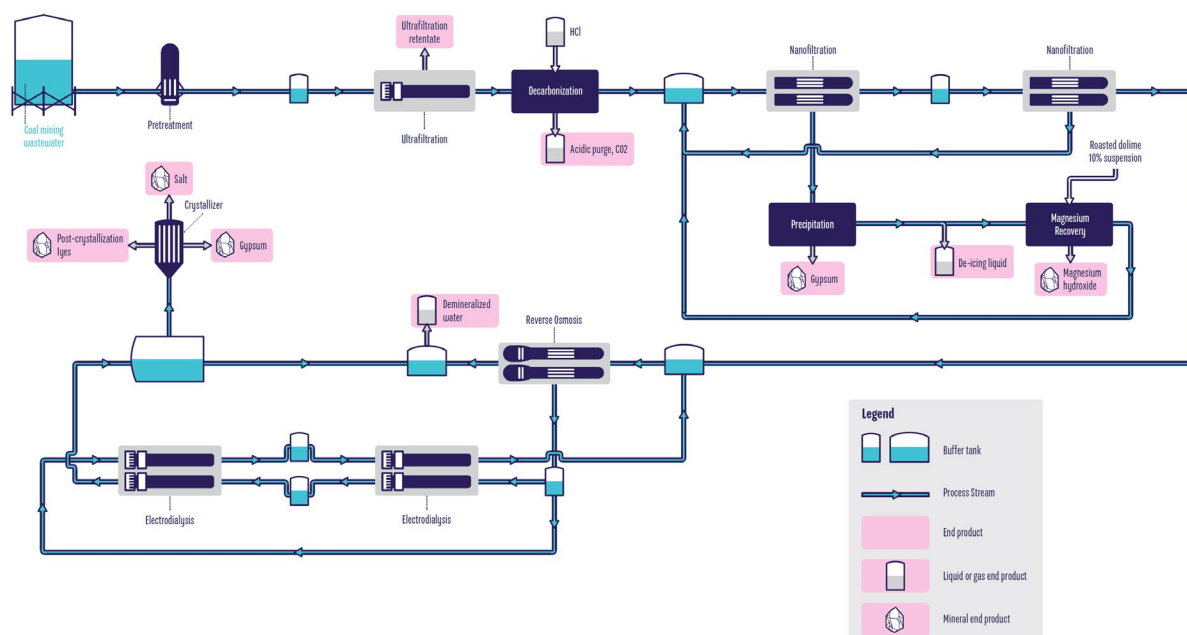 Ultrafiltration
retentate
HCl
Nanofiltration
Nanofiltration
Decarbonization
Coal mining
wastewater
Pretreatment
Ultrafiltration
Acidic purge, CO2
Roasted dolime
10% suspension
Salt
Crystallizer
Post-crystallization
lyes
Gypsum
Precipitation
Magnesium
Recovery
De-icing liquid
Gypsum
Magnesium
hydroxide
Demineralized
water
Reverse Osmosis
Electrodialysis
Electrodialysis
Legend
Buffer tank
Process Stream
End product
Liquid or gas end product
Mineral end product